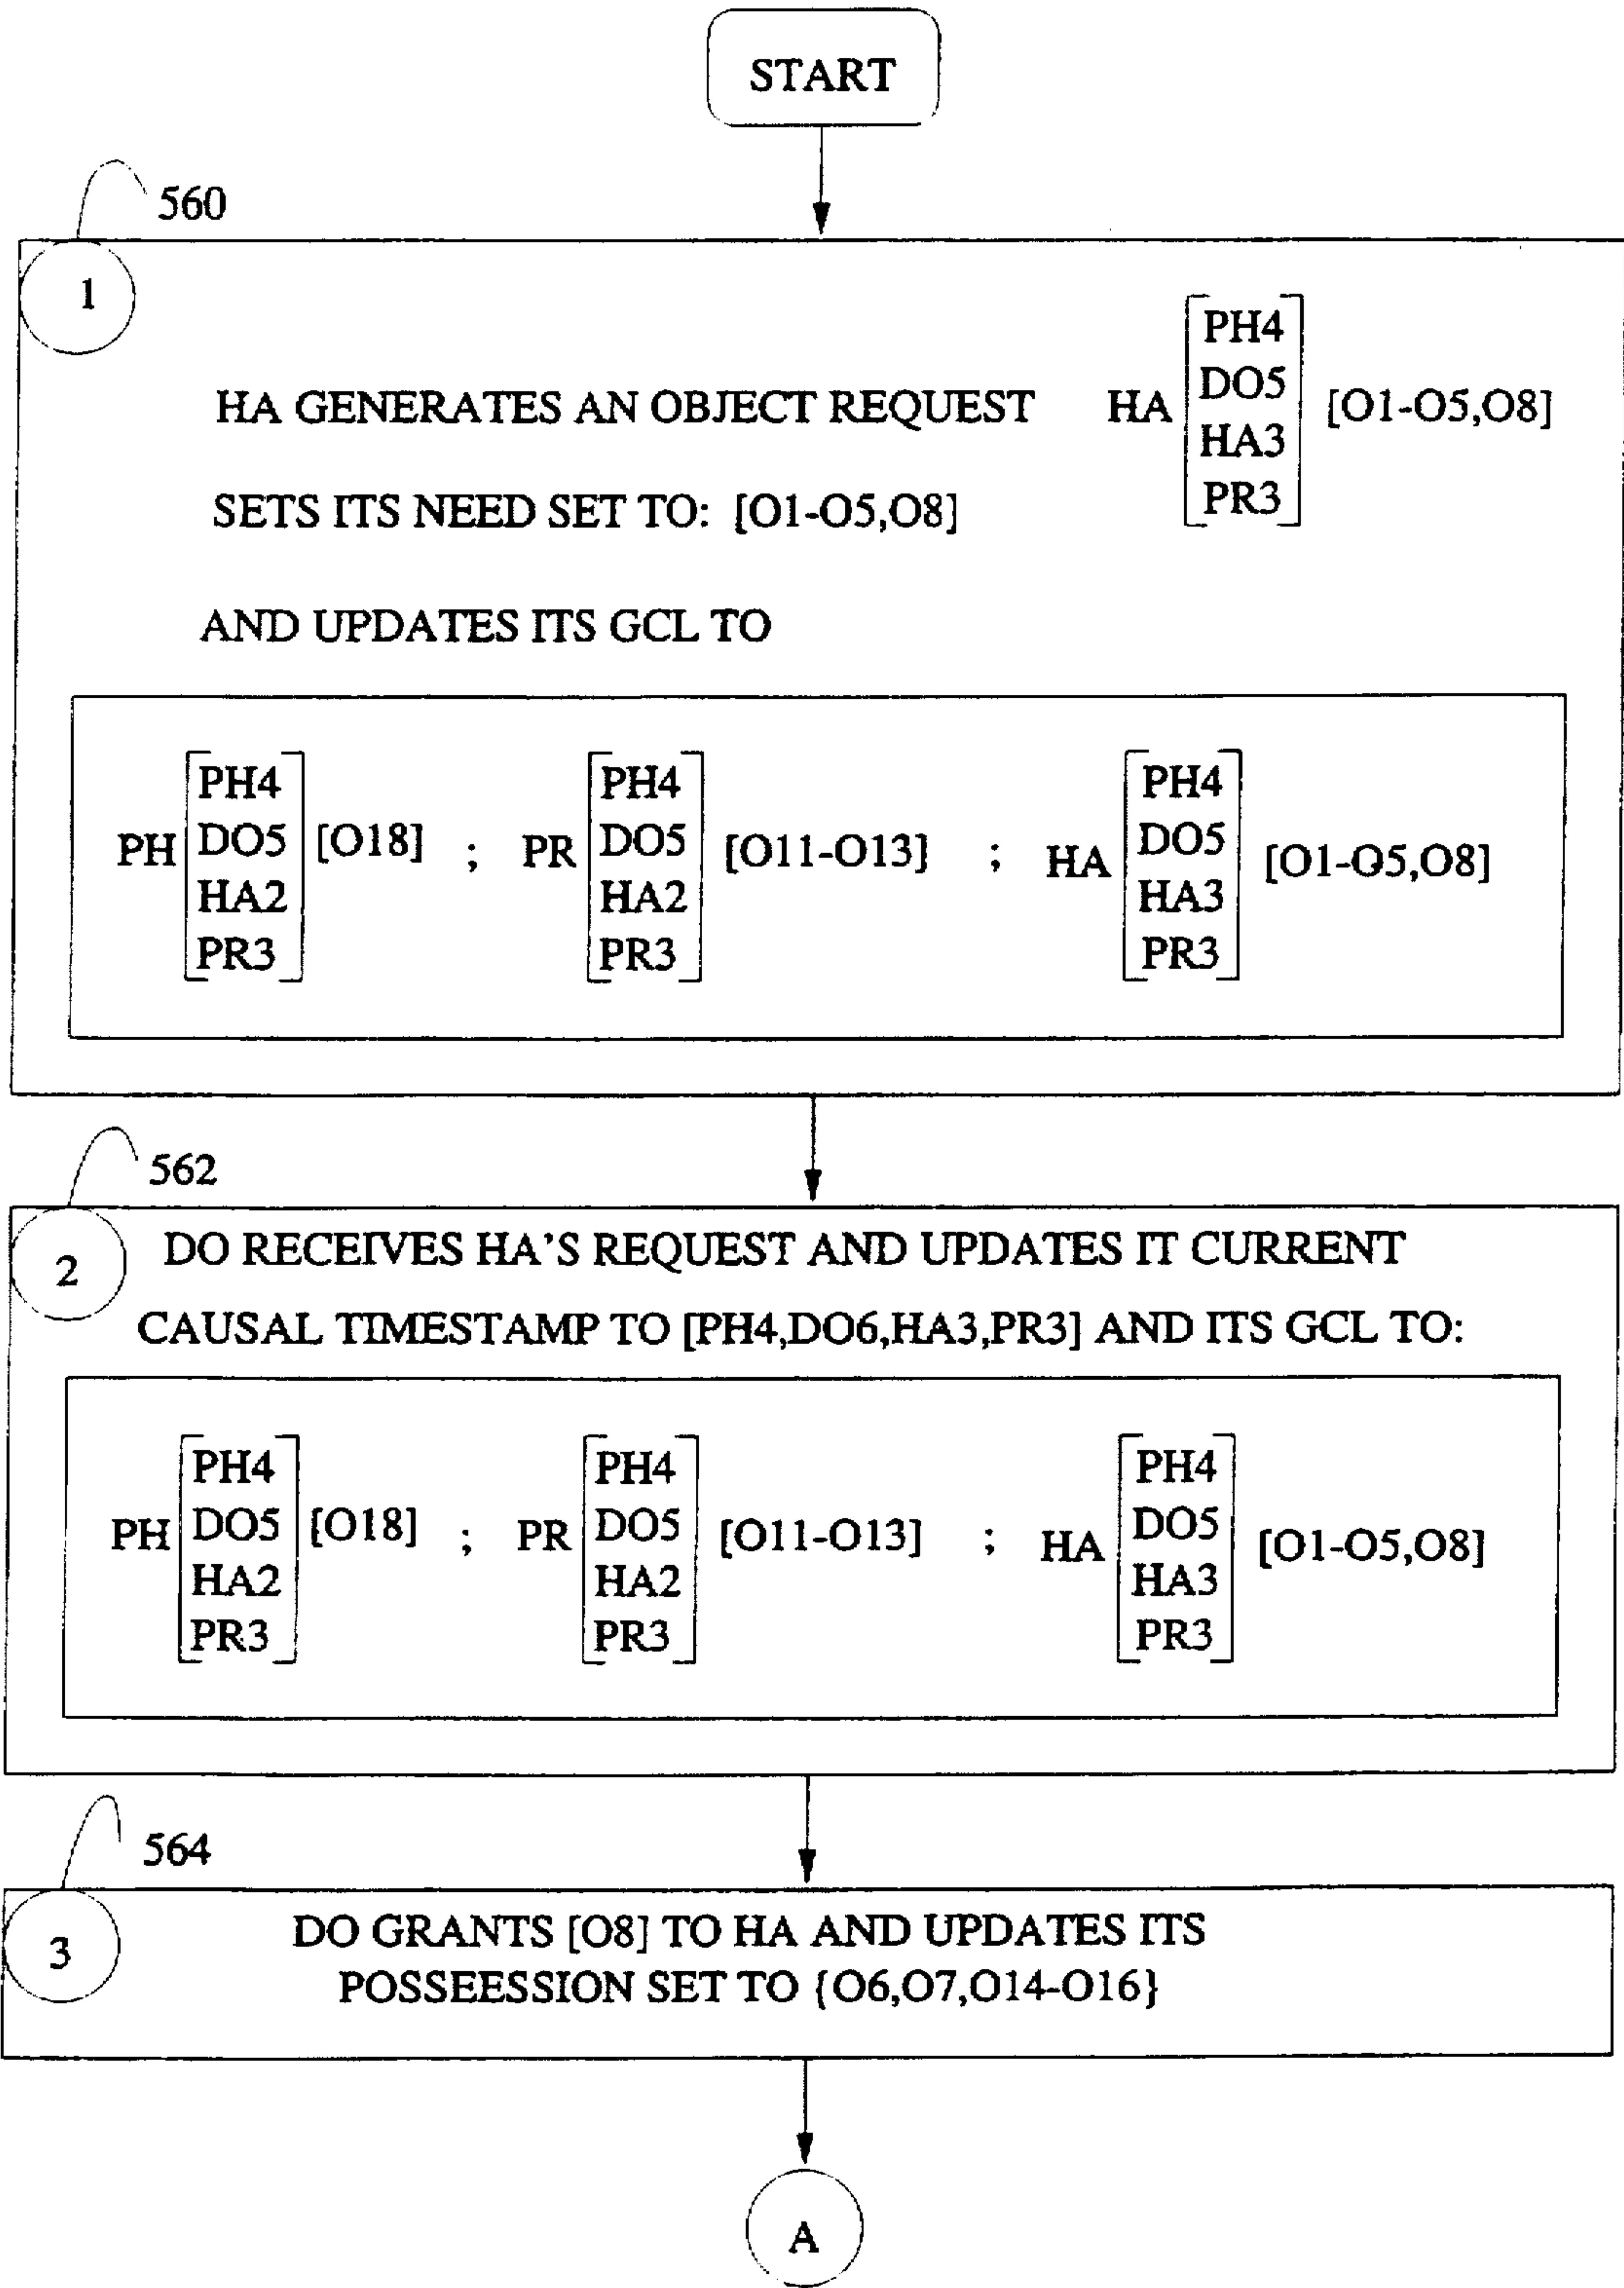 START
560
1
PH4
DO5
HA GENERATES AN OBJECT REQUEST HA [O1-O5,O8]
HA3
PR3
SETS ITS NEED SET TO: [O1-O5,O8]
AND UPDATES ITS GCL TO
PH4 PH4 PH4
PH DO5 [O18] ; PR DO5 [O11-O13] ; HA DO5 [O1-O5,O8]
HA2 HA2 HA3
PR3 PR3 PR3
562
2
DO RECEIVES HA'S REQUEST AND UPDATES IT CURRENT
CAUSAL TIMESTAMP TO [PH4,DO6,HA3,PR3] AND ITS GCL TO:
PH4 PH4 PH4
PH DO5 [O18] ; PR DO5 [O11-O13] ; HA DO5 [O1-O5,O8]
HA2 HA2 HA3
PR3 PR3 PR3
564
3
DO GRANTS [O8] TO HA AND UPDATES ITS
POSSEESSION SET TO {O6,O7,O14-O16}
A